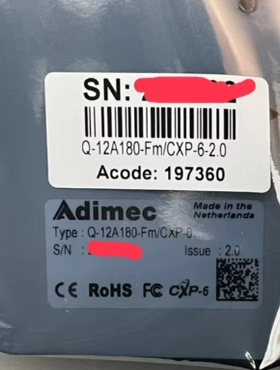 SN:
Q-12A180-Fm/CXP-6-2.0
Acode: 197360
Adimec
Made in the
Netherlands
Type : Q-12A180-Fm/CXP-6
S/N :
Issue : 2.0
CE RoHS FC CXP-6